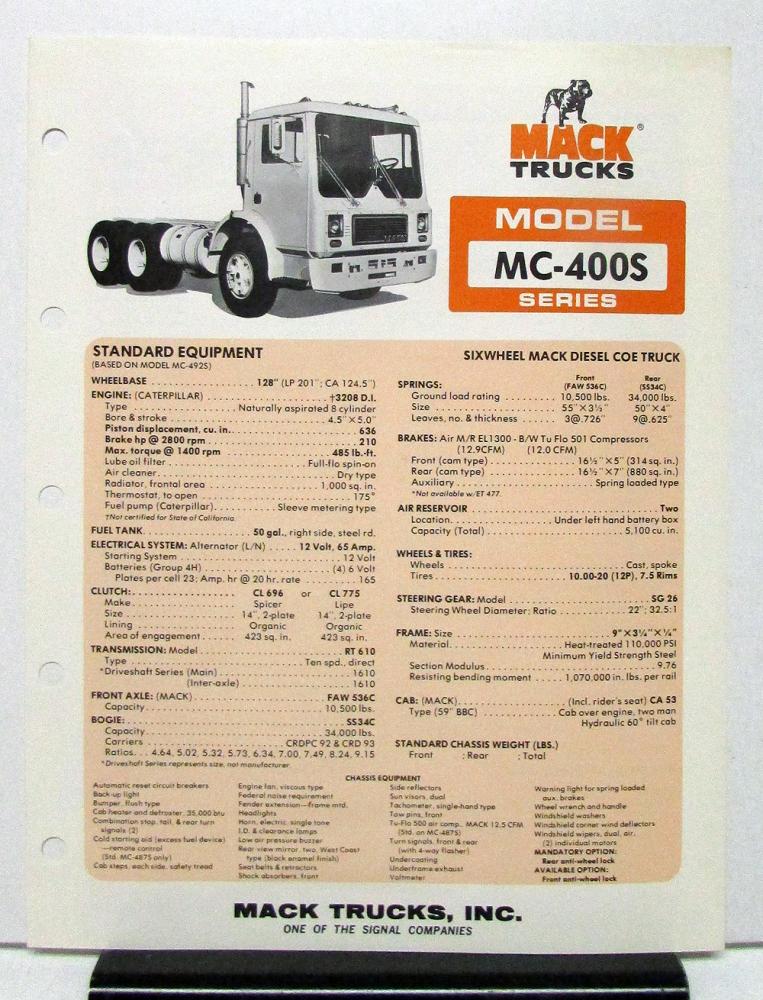 MACK®
TRUCKS
MODEL
MC-400S
SERIES
STANDARD EQUIPMENT
(BASED ON MODEL MC-492S)
WHEELBASE . . . . . . . . . . . . . . . 128" (LP 201"; CA 124.5")
ENGINE: (CATERPILLAR) . . . . . . . . . . . . . . . †3208 D.I.
Type . . . . . . . . . . . . . . . Naturally aspirated 8 cylinder
Bore & stroke . . . . . . . . . . . . . . . 4.5" X 5.0"
Piston displacement, cu. in. . . . . . . . . . . . . . . 636
Brake hp @ 2800 rpm . . . . . . . . . . . . . . . 210
Max. torque @ 1400 rpm . . . . . . . . . . . . . . . 485 lb.-ft.
Lube oil filter . . . . . . . . . . . . . . . Full-flo spin-on
Air cleaner . . . . . . . . . . . . . . . Dry type
Radiator, frontal area . . . . . . . . . . . . . . . 1,000 sq. in.
Thermostat, to open . . . . . . . . . . . . . . . 175°
Fuel pump (Caterpillar) . . . . . . . . . . . . . . . Sleeve metering type
†Not certified for State of California.
FUEL TANK . . . . . . . . . . . . . . . 50 gal., right side, steel rd.
ELECTRICAL SYSTEM: Alternator (L/N) . . . . . 12 Volt, 65 Amp.
Starting System . . . . . . . . . . . . . . . 12 Volt
Batteries (Group 4H) . . . . . . . . . . . . . . . (4) 6 Volt
Plates per cell 23; Amp. hr @ 20 hr. rate . . . . . . . . . . 165
CLUTCH: . . . . . . . . . . CL 696 or CL 775
Make . . . . . . . . . . Spicer Lipe
Size . . . . . . . . . . 14", 2-plate 14", 2-plate
Lining . . . . . . . . . . Organic Organic
Area of engagement . . . . . 423 sq. in. 423 sq. in.
TRANSMISSION: Model . . . . . . . . . . . . . . . RT 610
Type . . . . . . . . . . . . . . . Ten spd., direct
*Driveshaft Series (Main) . . . . . . . . . . . . . . . 1610
(Inter-axle) . . . . . . . . . . . . . . . 1610
FRONT AXLE: (MACK) . . . . . . . . . . . . . . . FAW 536C
Capacity . . . . . . . . . . . . . . . 10,500 lbs.
BOGIE: . . . . . . . . . . . . . . . SS34C
Capacity . . . . . . . . . . . . . . . 34,000 lbs.
Carriers . . . . . . . . . . . . . . . CRDPC 92 & CRD 93
Ratios . . . 4.64, 5.02, 5.32, 5.73, 6.34, 7.00, 7.49, 8.24, 9.15
*Driveshaft Series represents size, not manufacturer.
SIXWHEEL MACK DIESEL COE TRUCK
Front Rear
SPRINGS: (FAW 536C) (SS34C)
Ground load rating . . . . . . . . . . 10,500 lbs. 34,000 lbs.
Size . . . . . . . . . . 55" X 3½" 50" X 4"
Leaves, no. & thickness . . . . . 3@.726" 9@.625"
BRAKES: Air M/R EL1300 - B/W Tu Flo 501 Compressors
(12.9CFM) (12.0 CFM)
Front (cam type) . . . . . . . . . . 16½" X 5" (314 sq. in.)
Rear (cam type) . . . . . . . . . . 16½" X 7" (880 sq. in.)
Auxiliary . . . . . . . . . . . . . . . Spring loaded type
*Not available w/ET 477.
AIR RESERVOIR . . . . . . . . . . . . . . . Two
Location . . . . . . . . . . Under left hand battery box
Capacity (Total) . . . . . . . . . . . . . . . 5,100 cu. in.
WHEELS & TIRES:
Wheels . . . . . . . . . . . . . . . Cast, spoke
Tires . . . . . . . . . . . . . . . 10.00-20 (12P), 7.5 Rims
STEERING GEAR: Model . . . . . . . . . . . . . . . SG 26
Steering Wheel Diameter; Ratio . . . . . . . . . . 22"; 32.5:1
FRAME: Size . . . . . . . . . . . . . . . 9" X 3¼" X ¼"
Material . . . . . . . . . . Heat-treated 110,000 PSI
Minimum Yield Strength Steel
Section Modulus . . . . . . . . . . . . . . . 9.76
Resisting bending moment . . . . . 1,070,000 in. lbs. per rail
CAB: (MACK) . . . . . . . . . . (Incl. rider's seat) CA 53
Type (59" BBC) . . . . . . . . . . Cab over engine, two man
Hydraulic 60° tilt cab
STANDARD CHASSIS WEIGHT (LBS.)
Front ; Rear ; Total
CHASSIS EQUIPMENT
Automatic reset circuit breakers
Back-up light
Bumper, flush type
Cab heater and defroster, 35,000 btu
Combination stop, tail, & rear turn
signals (2)
Cold starting aid (excess fuel device)
—remote control
(Std. MC-487S only)
Cab steps, each side, safety tread
Engine fan, viscous type
Federal noise requirement
Fender extension—frame mtd.
Headlights
Horn, electric, single tone
I.D. & clearance lamps
Low air pressure buzzer
Rear view mirror, two, West Coast
type (black enamel finish)
Seat belts & retractors
Shock absorbers, front
Side reflectors
Sun visors, dual
Tachometer, single-hand type
Tow pins, front
Tu-Flo 500 air comp., MACK 12.5 CFM
(Std. on MC-487S)
Turn signals, front & rear
(with 4-way flasher)
Undercoating
Underframe exhaust
Voltmeter
Warning light for spring loaded
aux. brakes
Wheel wrench and handle
Windshield washers
Windshield corner wind deflectors
Windshield wipers, dual, air,
(2) individual motors
MANDATORY OPTION:
Rear anti-wheel lock
AVAILABLE OPTION:
Front anti-wheel lock
MACK TRUCKS, INC.
ONE OF THE SIGNAL COMPANIES